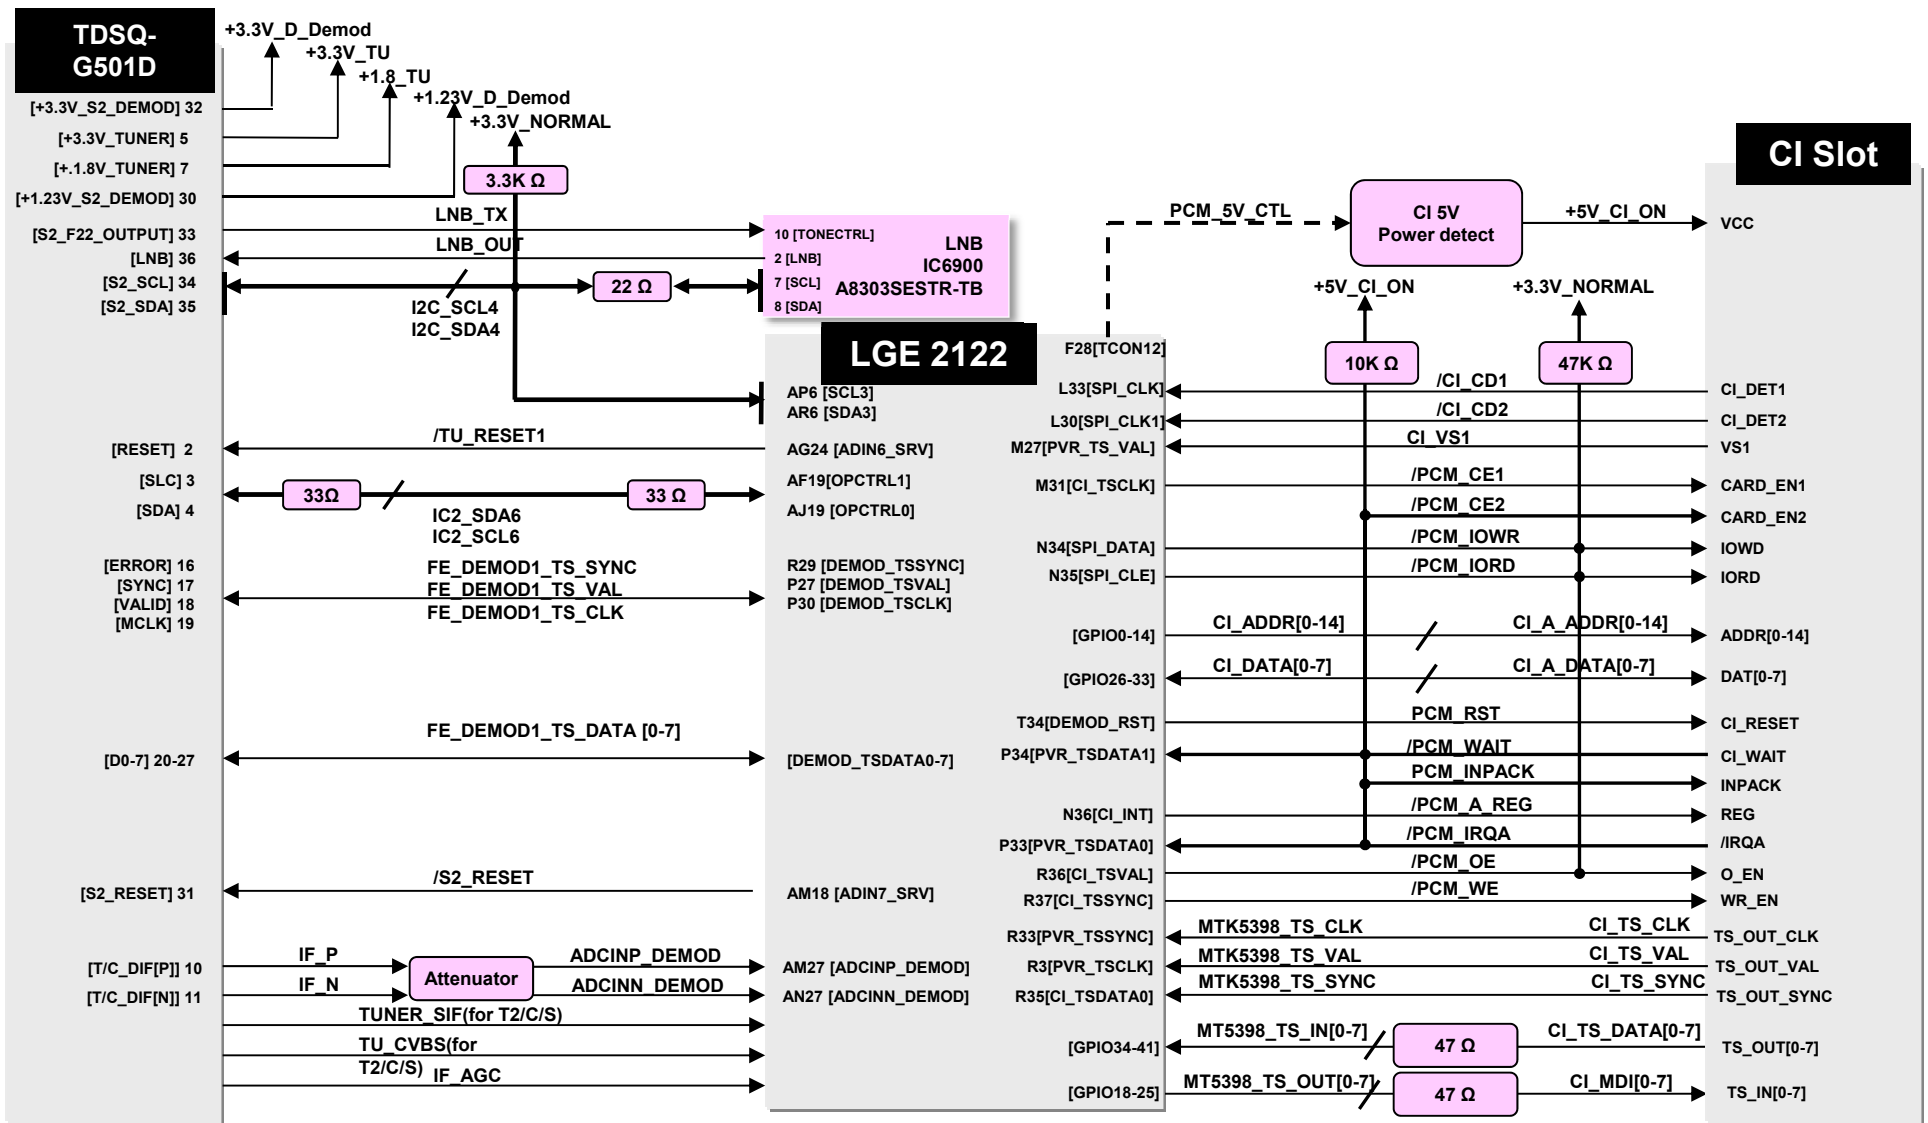 TDSQ-
G501D
+3.3V_D_Demod
+3.3V_TU
+1.8_TU
+1.23V_D_Demod
+3.3V_NORMAL
[+3.3V_S2_DEMOD] 32
[+3.3V_TUNER] 5
[+.1.8V_TUNER] 7
[+1.23V_S2_DEMOD] 30
[S2_F22_OUTPUT] 33
[LNB] 36
[S2_SCL] 34
[S2_SDA] 35
[RESET] 2
[SLC] 3
[SDA] 4
[ERROR] 16
[SYNC] 17
[VALID] 18
[MCLK] 19
[D0-7] 20-27
[S2_RESET] 31
[T/C_DIF[P]] 10
[T/C_DIF[N]] 11
3.3K Ω
LNB_TX
LNB_OUT
22 Ω
I2C_SCL4
I2C_SDA4
/TU_RESET1
33Ω
33 Ω
IC2_SDA6
IC2_SCL6
FE_DEMOD1_TS_SYNC
FE_DEMOD1_TS_VAL
FE_DEMOD1_TS_CLK
FE_DEMOD1_TS_DATA [0-7]
/S2_RESET
IF_P
IF_N
Attenuator
ADCINP_DEMOD
ADCINN_DEMOD
TUNER_SIF(for T2/C/S)
TU_CVBS(for
T2/C/S)
IF_AGC
10 [TONECTRL]
2 [LNB]
7 [SCL]
8 [SDA]
LNB
IC6900
A8303SESTR-TB
LGE 2122
AP6 [SCL3]
AR6 [SDA3]
AG24 [ADIN6_SRV]
AF19[OPCTRL1]
AJ19 [OPCTRL0]
R29 [DEMOD_TSSYNC]
P27 [DEMOD_TSVAL]
P30 [DEMOD_TSCLK]
[DEMOD_TSDATA0-7]
AM18 [ADIN7_SRV]
AM27 [ADCINP_DEMOD]
AN27 [ADCINN_DEMOD]
F28[TCON12]
L33[SPI_CLK]
L30[SPI_CLK1]
M27[PVR_TS_VAL]
M31[CI_TSCLK]
N34[SPI_DATA]
N35[SPI_CLE]
[GPIO0-14]
[GPIO26-33]
T34[DEMOD_RST]
P34[PVR_TSDATA1]
N36[CI_INT]
P33[PVR_TSDATA0]
R36[CI_TSVAL]
R37[CI_TSSYNC]
R33[PVR_TSSYNC]
R3[PVR_TSCLK]
R35[CI_TSDATA0]
[GPIO34-41]
[GPIO18-25]
PCM_5V_CTL
CI 5V
Power detect
+5V_CI_ON
+5V_CI_ON
+3.3V_NORMAL
10K Ω
47K Ω
/CI_CD1
/CI_CD2
CI_VS1
/PCM_CE1
/PCM_CE2
/PCM_IOWR
/PCM_IORD
CI_ADDR[0-14]
CI_A_ADDR[0-14]
CI_DATA[0-7]
CI_A_DATA[0-7]
PCM_RST
/PCM_WAIT
PCM_INPACK
/PCM_A_REG
/PCM_IRQA
/PCM_OE
/PCM_WE
MTK5398_TS_CLK
CI_TS_CLK
MTK5398_TS_VAL
CI_TS_VAL
MTK5398_TS_SYNC
CI_TS_SYNC
MT5398_TS_IN[0-7]
47 Ω
CI_TS_DATA[0-7]
MT5398_TS_OUT[0-7]
47 Ω
CI_MDI[0-7]
CI Slot
VCC
CI_DET1
CI_DET2
VS1
CARD_EN1
CARD_EN2
IOWD
IORD
ADDR[0-14]
DAT[0-7]
CI_RESET
CI_WAIT
INPACK
REG
/IRQA
O_EN
WR_EN
TS_OUT_CLK
TS_OUT_VAL
TS_OUT_SYNC
TS_OUT[0-7]
TS_IN[0-7]